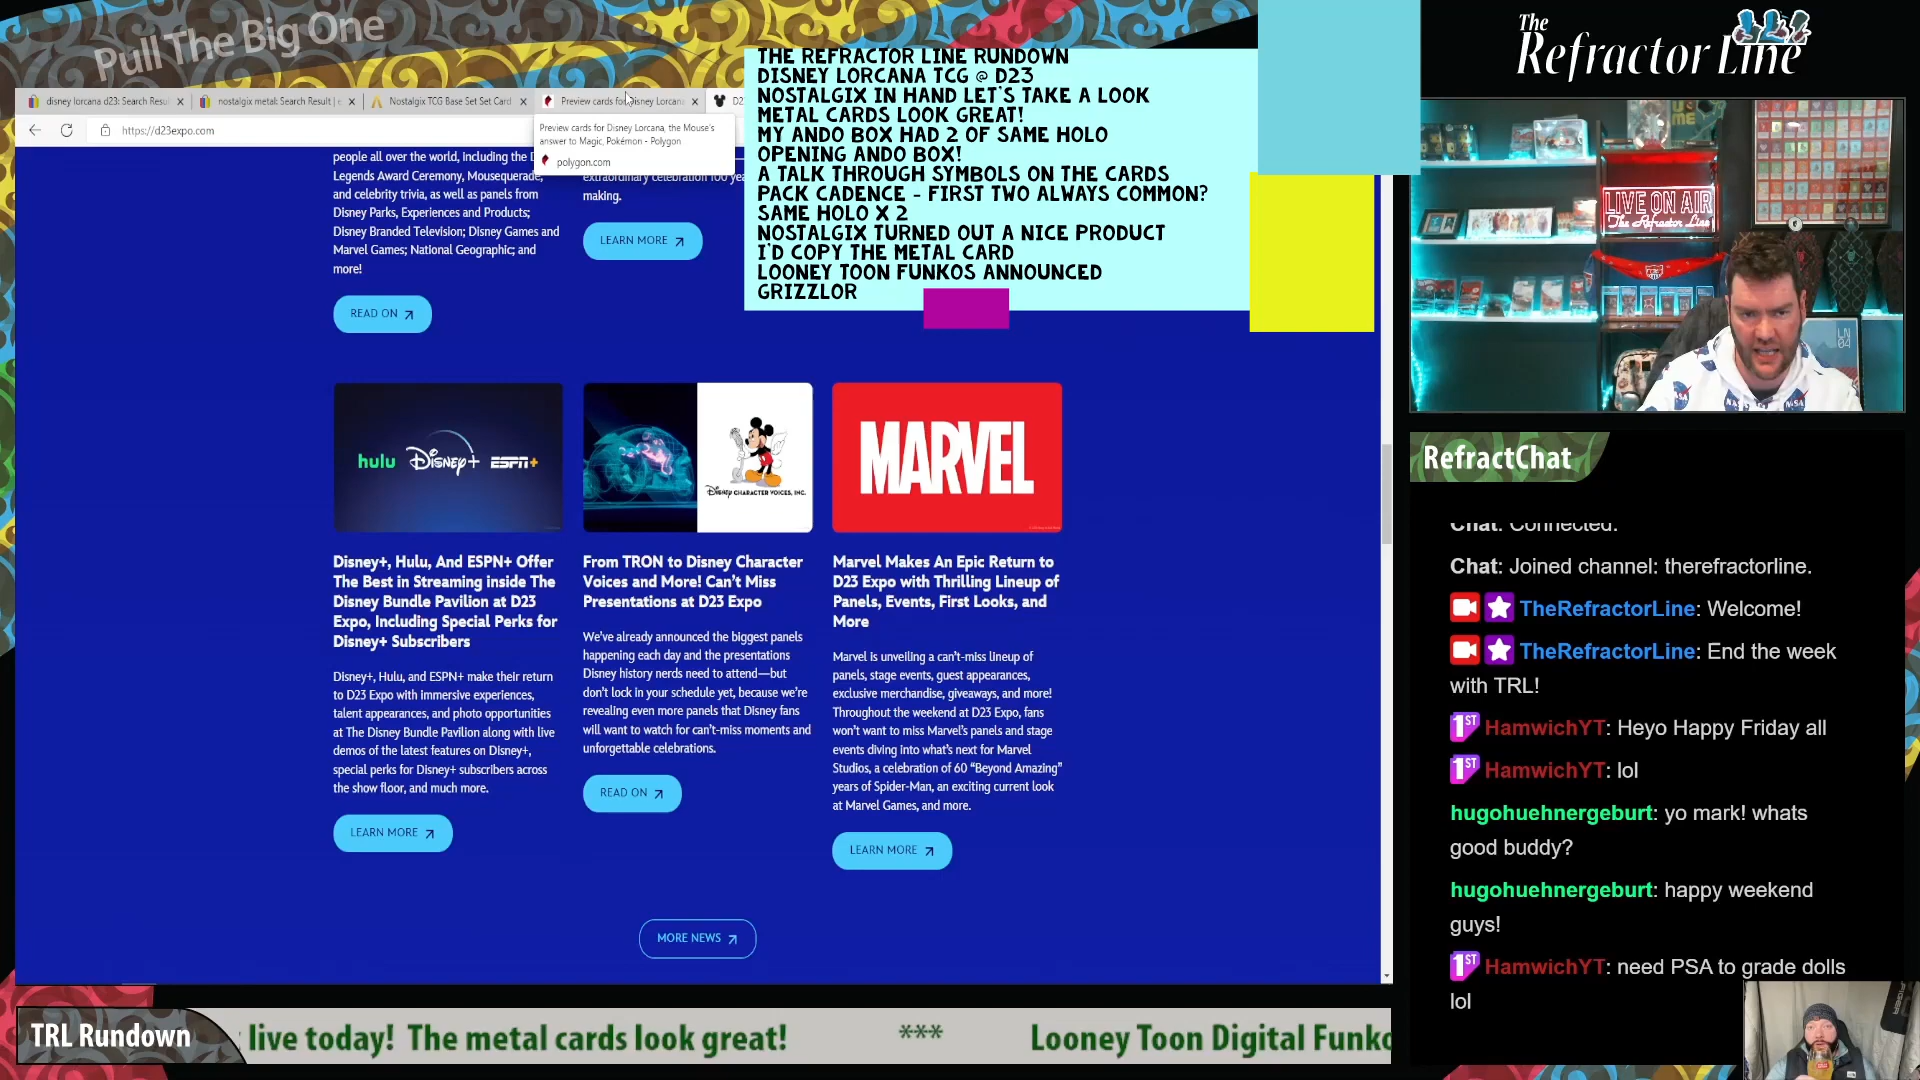 Pull The Big One
disney lorcana d23: Search Resu
nostalgix metal: Search Result | e
Nostalgix TCG Base Set Set Card
Preview cards for Disney Lorcan
D2
https://d23expo.com
Preview cards for Disney Lorcana, the Mouse's
answer to Magic, Pokémon - Polygon
polygon.com
THE REFRACTOR LINE RUNDOWN
DISNEY LORCANA TCG @ D23
NOSTALGIX IN HAND LET'S TAKE A LOOK
METAL CARDS LOOK GREAT!
MY ANDO BOX HAD 2 OF SAME HOLO
OPENING ANDO BOX!
A TALK THROUGH SYMBOLS ON THE CARDS
PACK CADENCE - FIRST TWO ALWAYS COMMON?
SAME HOLO X 2
NOSTALGIX TURNED OUT A NICE PRODUCT
I'D COPY THE METAL CARD
LOONEY TOON FUNKOS ANNOUNCED
GRIZZLOR
people all over the world, including the D
Legends Award Ceremony, Mousequerade,
and celebrity trivia, as well as panels from
Disney Parks, Experiences and Products;
Disney Branded Television; Disney Games and
Marvel Games; National Geographic; and
more!
READ ON
extraordinary celebration 100 yea
making.
LEARN MORE
hulu Disney+ ESPN+
Disney CHARACTER VOICES, INC.
MARVEL
Disney+, Hulu, And ESPN+ Offer
The Best in Streaming inside The
Disney Bundle Pavilion at D23
Expo, Including Special Perks for
Disney+ Subscribers
Disney+, Hulu, and ESPN+ make their return
to D23 Expo with immersive experiences,
talent appearances, and photo opportunities
at The Disney Bundle Pavilion along with live
demos of the latest features on Disney+,
special perks for Disney+ subscribers across
the show floor, and much more.
LEARN MORE
From TRON to Disney Character
Voices and More! Can't Miss
Presentations at D23 Expo
We've already announced the biggest panels
happening each day and the presentations
Disney history nerds need to attend—but
don't lock in your schedule yet, because we're
revealing even more panels that Disney fans
will want to watch for can't-miss moments and
unforgettable celebrations.
READ ON
Marvel Makes An Epic Return to
D23 Expo with Thrilling Lineup of
Panels, Events, First Looks, and
More
Marvel is unveiling a can't-miss lineup of
panels, stage events, guest appearances,
exclusive merchandise, giveaways, and more!
Throughout the weekend at D23 Expo, fans
won't want to miss Marvel's panels and stage
events diving into what's next for Marvel
Studios, a celebration of 60 “Beyond Amazing”
years of Spider-Man, an exciting current look
at Marvel Games, and more.
LEARN MORE
MORE NEWS
The
Refractor Line
LIVE ON AIR
The Refractor Line
LN
04
NASA
RefractChat
Chat: Connected.
Chat: Joined channel: therefractorline.
TheRefractorLine: Welcome!
TheRefractorLine: End the week
with TRL!
1ST HamwichYT: Heyo Happy Friday all
1ST HamwichYT: lol
hugohuehnergeburt: yo mark! whats
good buddy?
hugohuehnergeburt: happy weekend
guys!
1ST HamwichYT: need PSA to grade dolls
lol
TRL Rundown
live today! The metal cards look great! *** Looney Toon Digital Funko